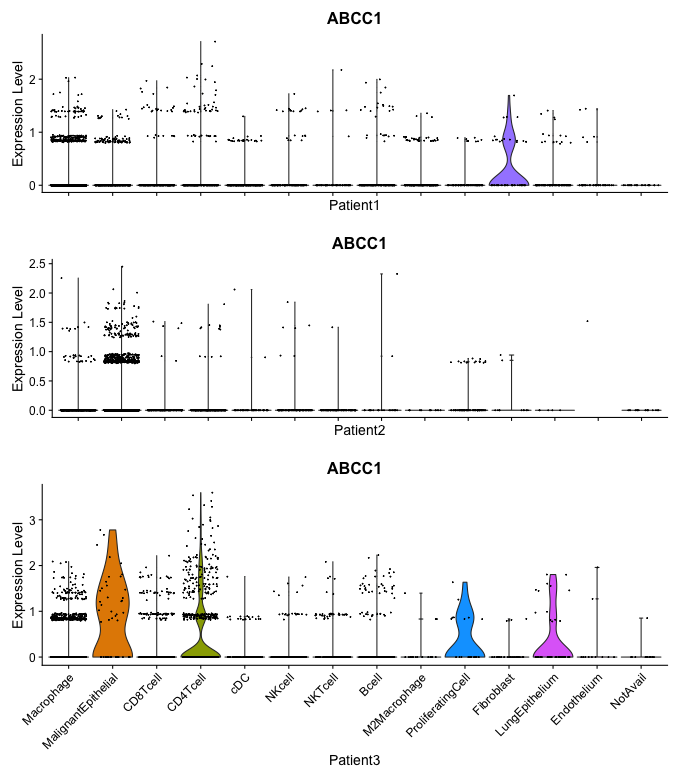 ABCC1
Expression Level
2
1
0
Patient1
ABCC1
Expression Level
2.5
2.0
1.5
1.0
0.5
0.0
Patient2
ABCC1
Expression Level
3
2
1
0
Macrophage
MalignantEpithelial
CD8Tcell
CD4Tcell
cDC
NKcell
NKTcell
Bcell
M2Macrophage
ProliferatingCell
Fibroblast
LungEpithelium
Endothelium
NotAvail
Patient3